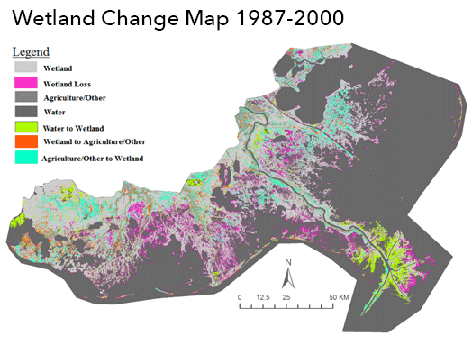 Wetland Change Map 1987-2000
Legend
Wetland
Wetland Loss
Agriculture/Other
Water
Water to Wetland
Wetland to Agriculture/Other
Agriculture/Other to Wetland
N
0 12.5 25 50 KM